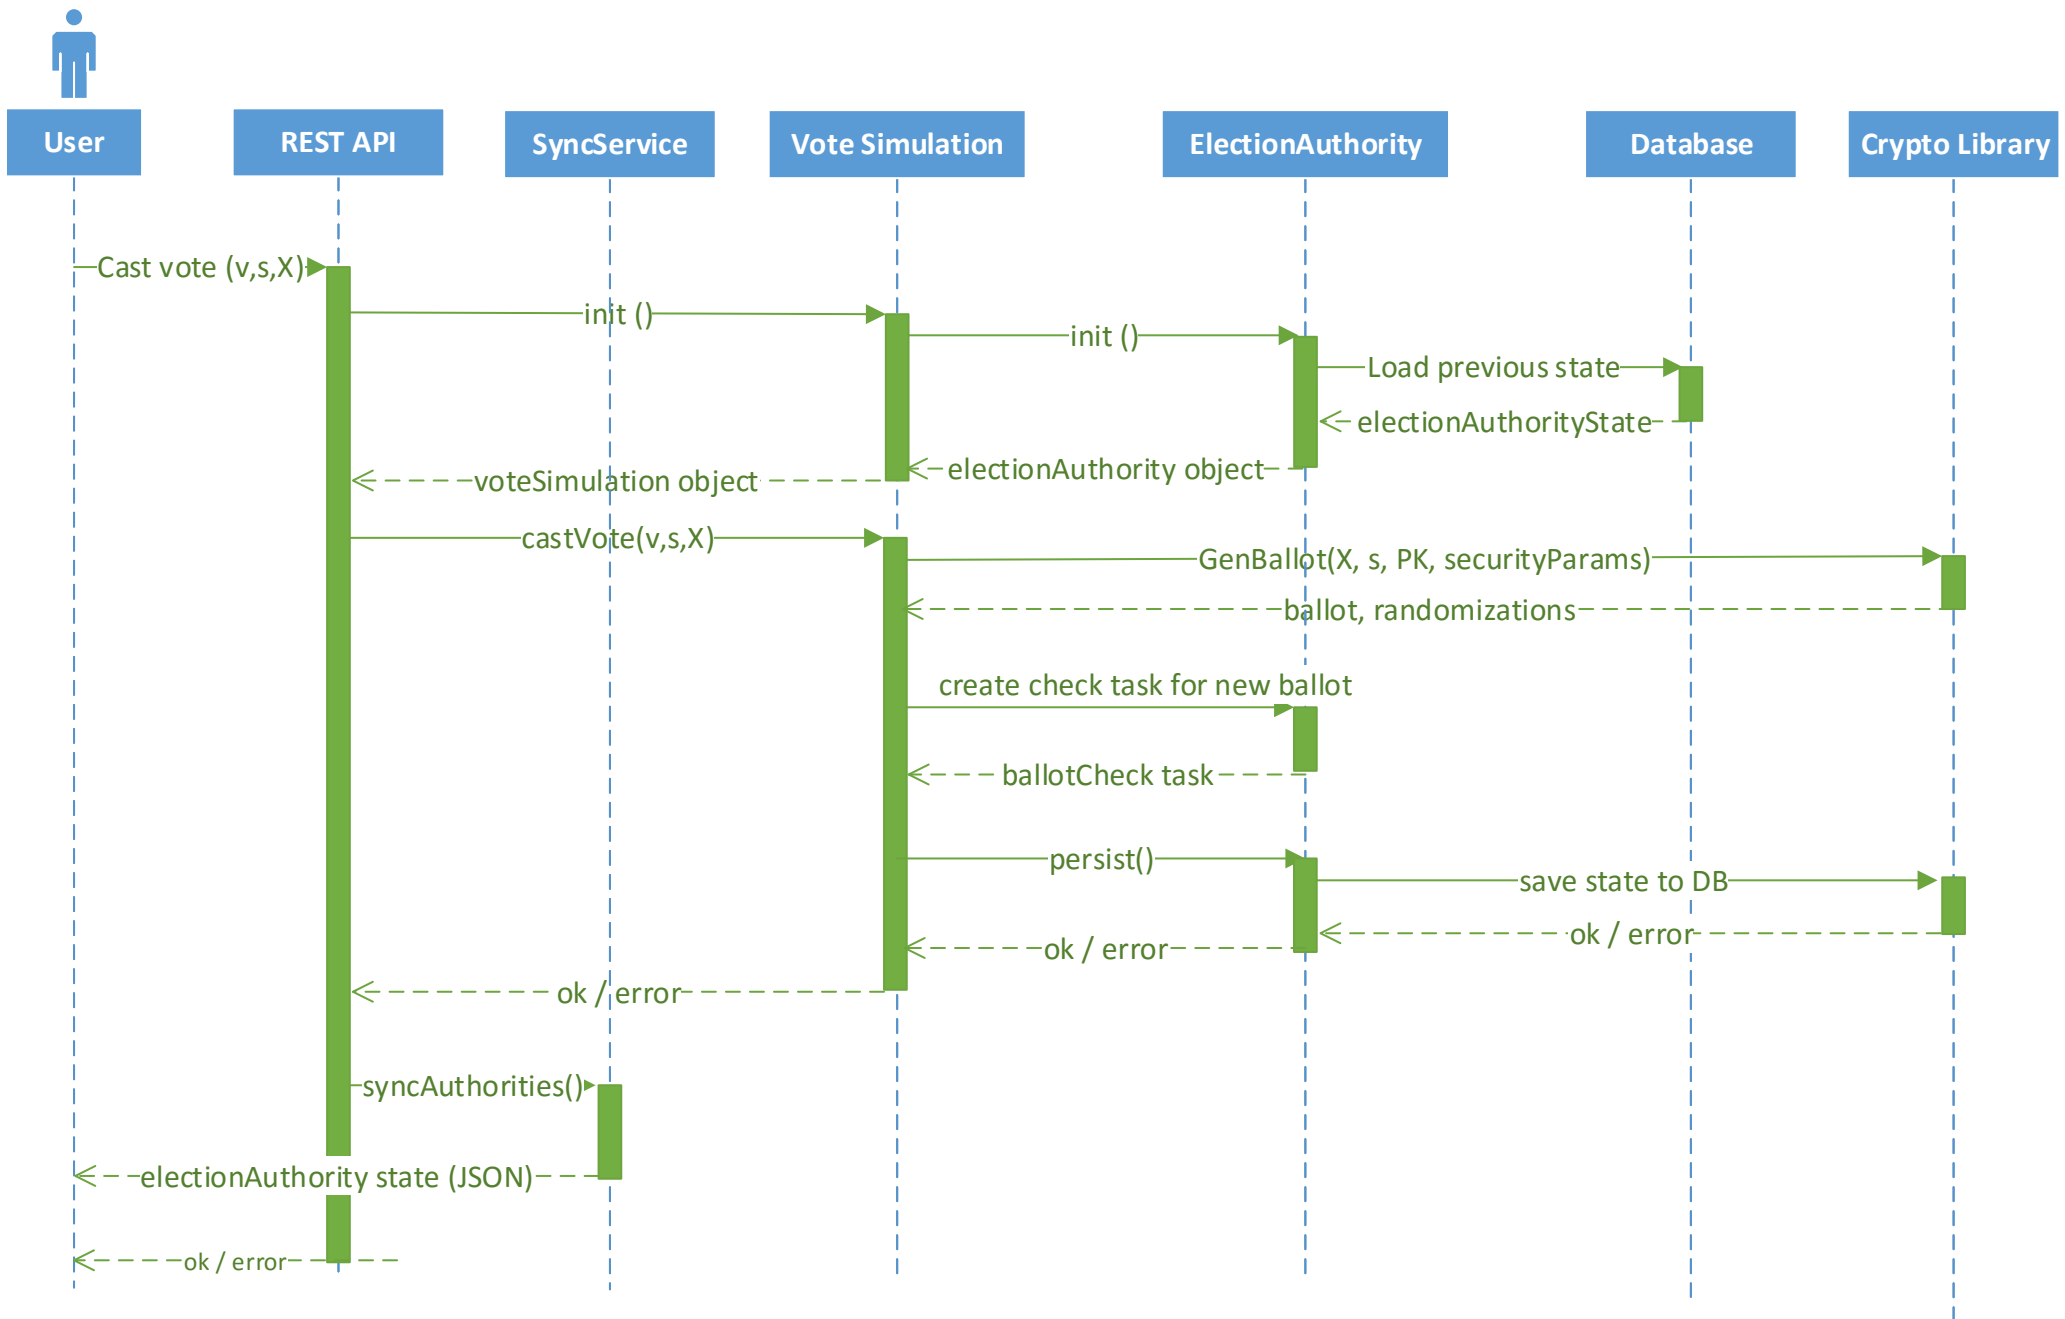 User
REST API
SyncService
Vote Simulation
ElectionAuthority
Database
Crypto Library
Cast vote (v,s,X)
init ()
init ()
Load previous state
electionAuthorityState
electionAuthority object
voteSimulation object
castVote(v,s,X)
GenBallot(X, s, PK, securityParams)
ballot, randomizations
create check task for new ballot
ballotCheck task
persist()
save state to DB
ok / error
ok / error
ok / error
syncAuthorities()
electionAuthority state (JSON)
ok / error